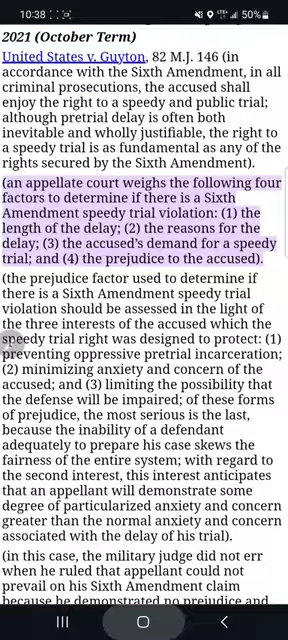 10:38
50%
2021 (October Term)
United States v. Guyton, 82 M.J. 146 (in
accordance with the Sixth Amendment, in all
criminal prosecutions, the accused shall
enjoy the right to a speedy and public trial;
although pretrial delay is often both
inevitable and wholly justifiable, the right to
a speedy trial is as fundamental as any of the
rights secured by the Sixth Amendment).
(an appellate court weighs the following four
factors to determine if there is a Sixth
Amendment speedy trial violation: (1) the
length of the delay; (2) the reasons for the
delay; (3) the accused's demand for a speedy
trial; and (4) the prejudice to the accused).
(the prejudice factor used to determine if
there is a Sixth Amendment speedy trial
violation should be assessed in the light of
the three interests of the accused which the
speedy trial right was designed to protect: (1)
preventing oppressive pretrial incarceration;
(2) minimizing anxiety and concern of the
accused; and (3) limiting the possibility that
the defense will be impaired; of these forms
of prejudice, the most serious is the last,
because the inability of a defendant
adequately to prepare his case skews the
fairness of the entire system; with regard to
the second interest, this interest anticipates
that an appellant will demonstrate some
degree of particularized anxiety and concern
greater than the normal anxiety and concern
associated with the delay of his trial).
(in this case, the military judge did not err
when he ruled that appellant could not
prevail on his Sixth Amendment claim
because he demonstrated no prejudice and